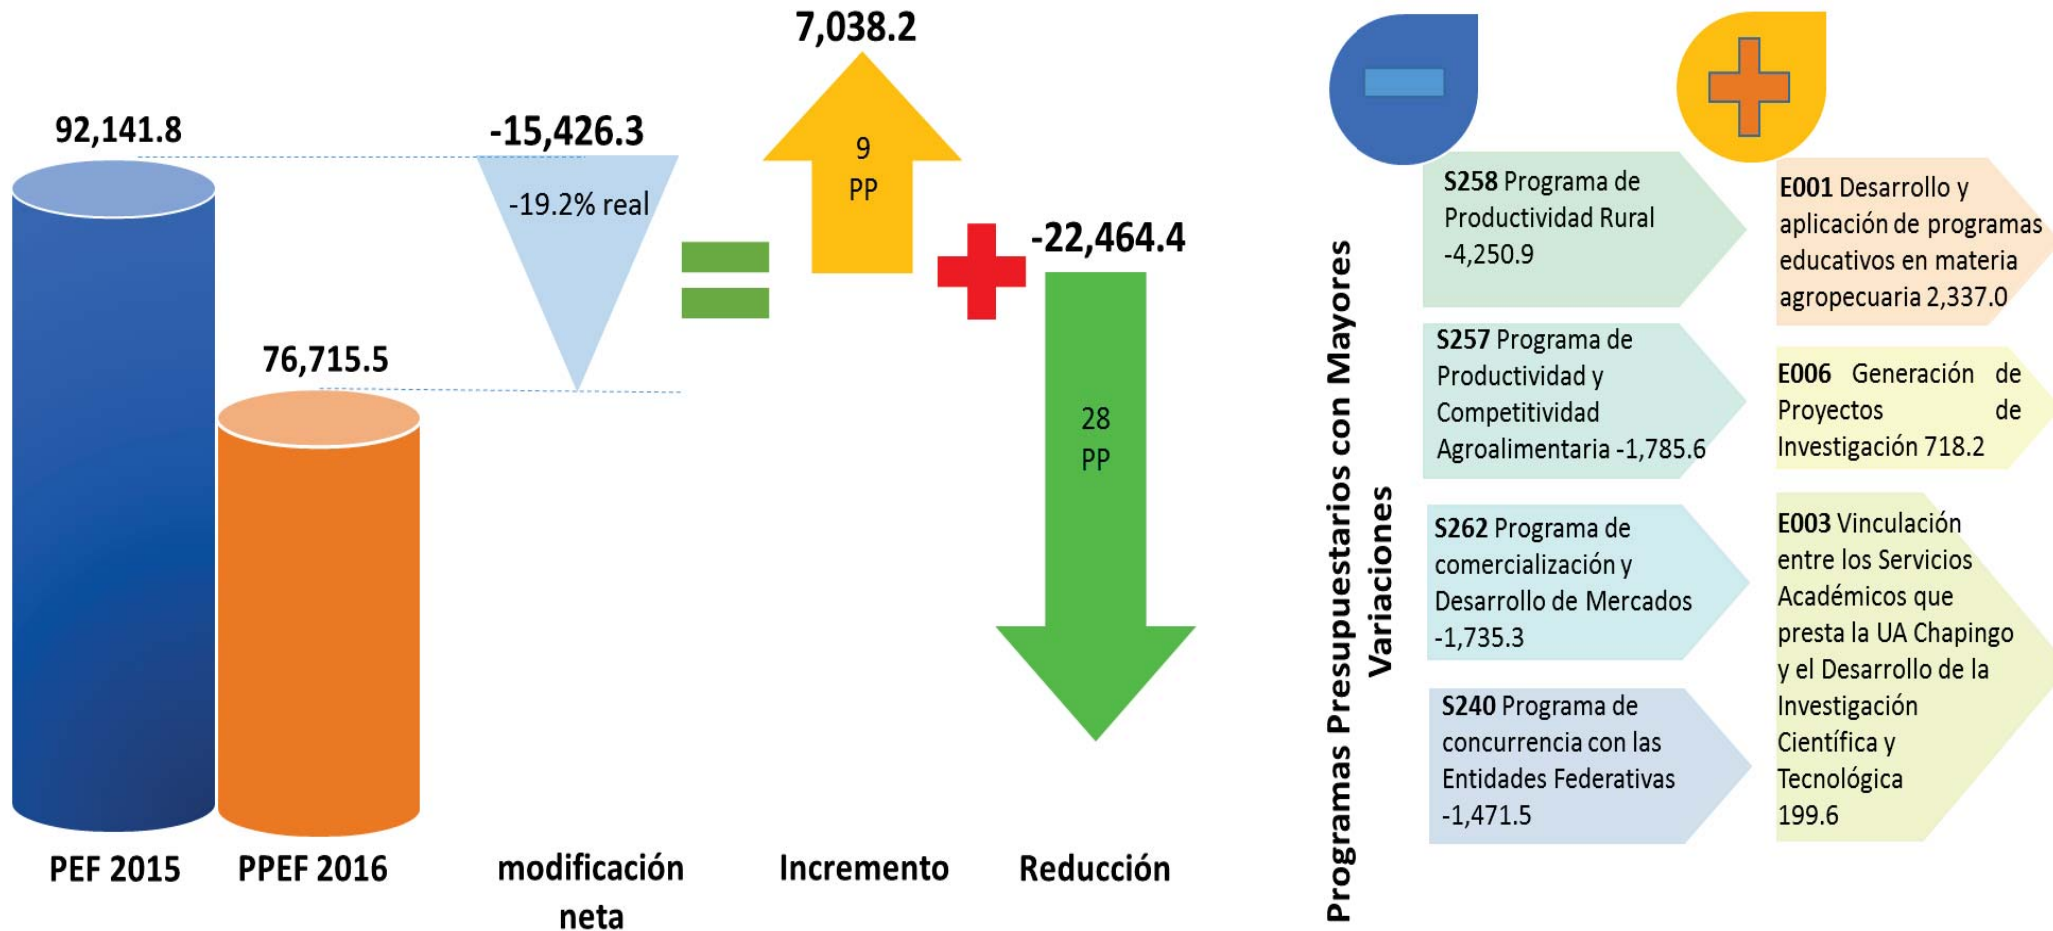 92,141.8
PEF 2015
76,715.5
PPEF 2016
-15,426.3
-19.2% real
modificación
neta
7,038.2
9
PP
Incremento
-22,464.4
28
PP
Reducción
Programas Presupuestarios con Mayores
Variaciones
S258 Programa de
Productividad Rural
-4,250.9
S257 Programa de
Productividad y
Competitividad
Agroalimentaria -1,785.6
S262 Programa de
comercialización y
Desarrollo de Mercados
-1,735.3
S240 Programa de
concurrencia con las
Entidades Federativas
-1,471.5
E001 Desarrollo y
aplicación de programas
educativos en materia
agropecuaria 2,337.0
E006 Generación de
Proyectos de
Investigación 718.2
E003 Vinculación
entre los Servicios
Académicos que
presta la UA Chapingo
y el Desarrollo de la
Investigación
Científica y
Tecnológica
199.6